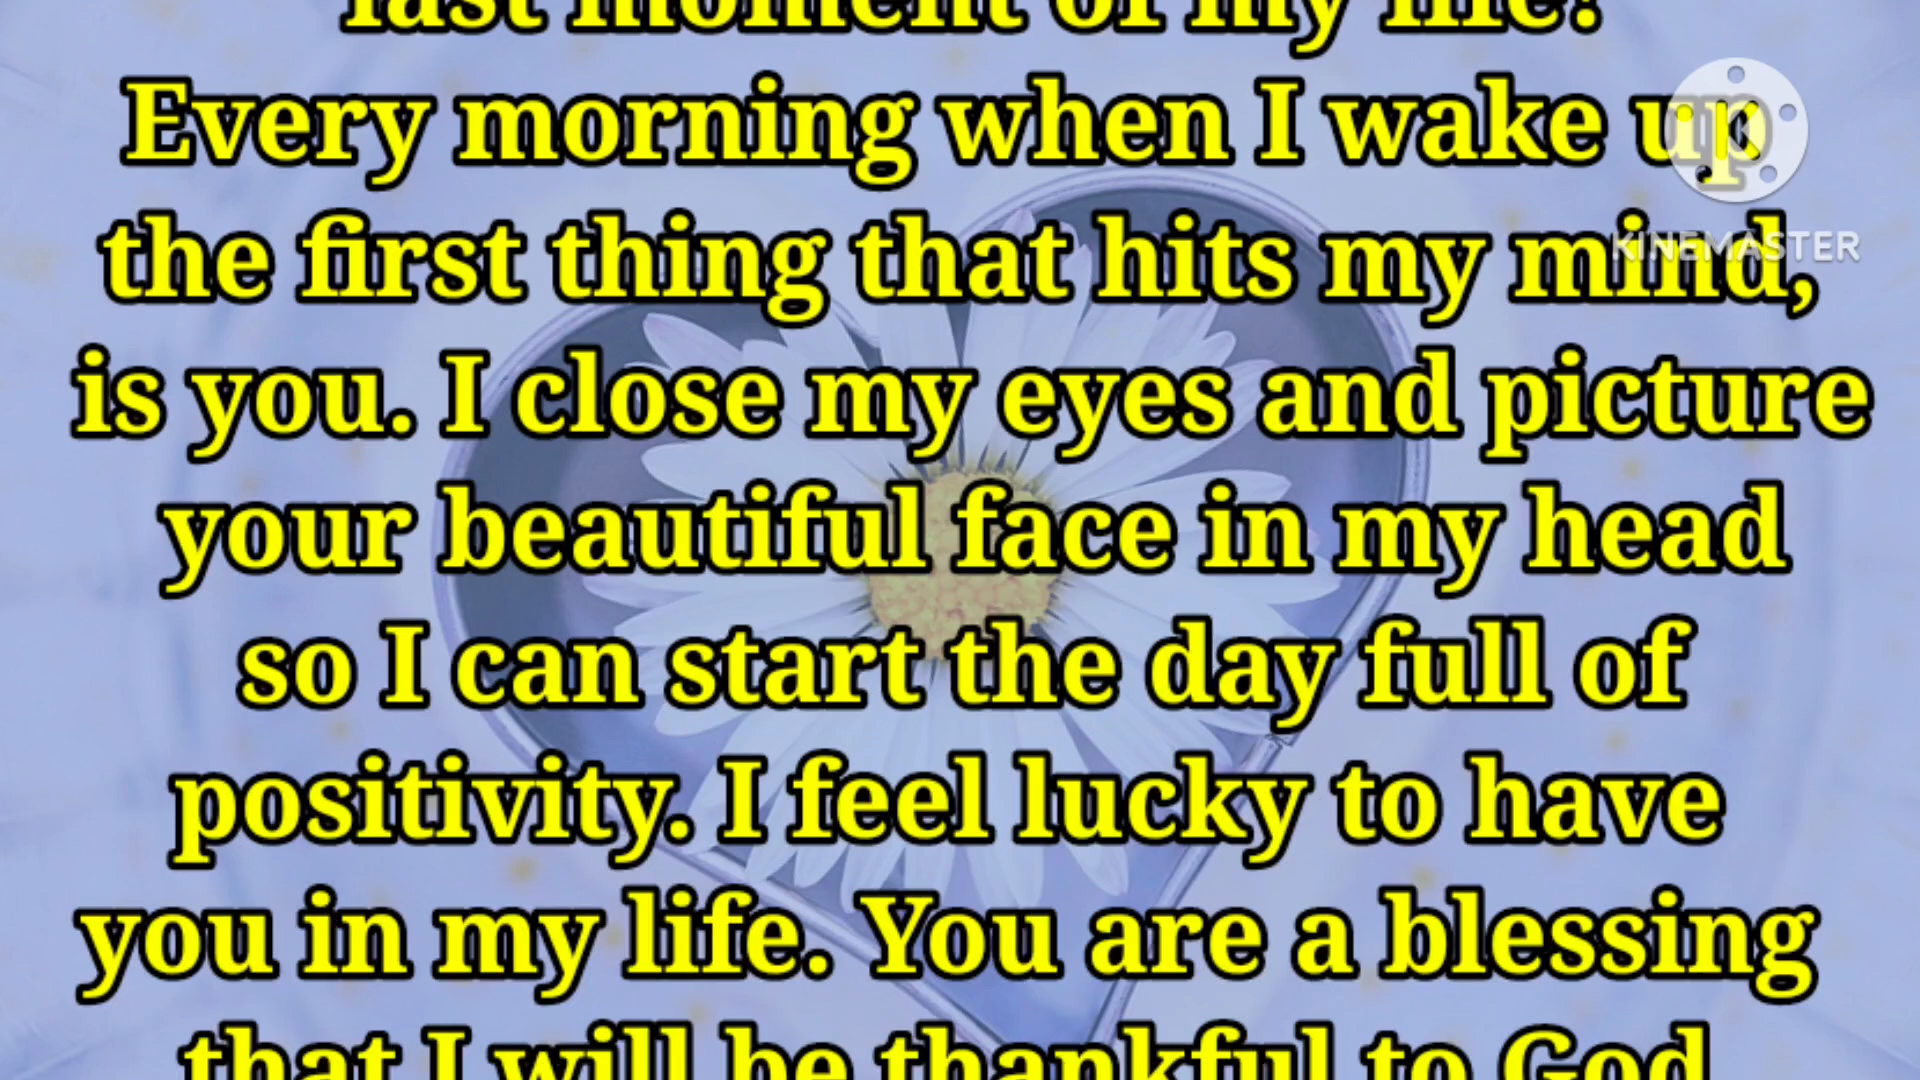 last moment of my life!
Every morning when I wake up
the first thing that hits my mind,
is you. I close my eyes and picture
your beautiful face in my head
so I can start the day full of
positivity. I feel lucky to have
you in my life. You are a blessing
that I will be thankful to God
KINEMASTER